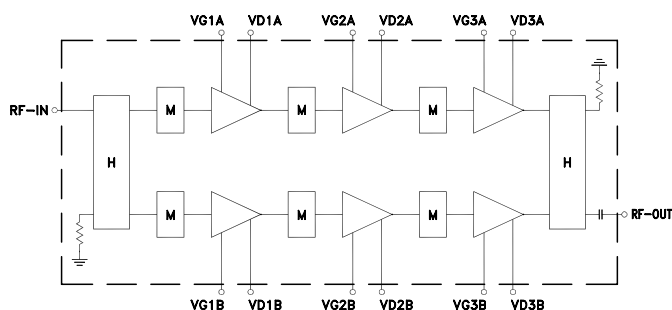 VG1A VD1A VG2A VD2A VG3A VD3A
RF-IN M M M
H H
M M M RF-OUT
VG1B VD1B VG2B VD2B VG3B VD3B